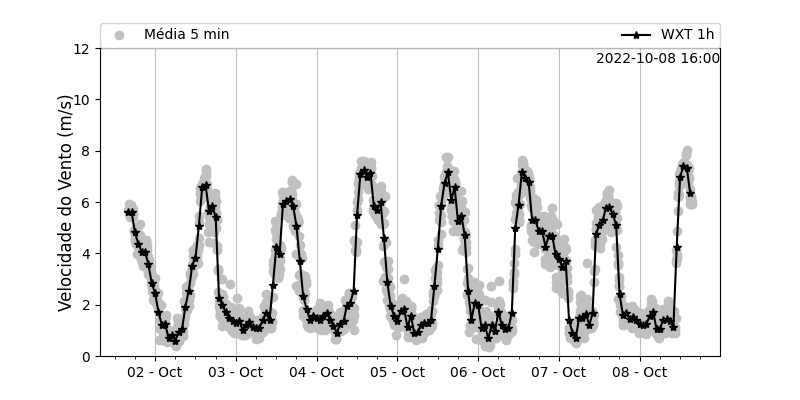 Média 5 min
WXT 1h
2022-10-08 16:00
Velocidade do Vento (m/s)
12
10
8
6
4
2
0
02 - Oct
03 - Oct
04 - Oct
05 - Oct
06 - Oct
07 - Oct
08 - Oct